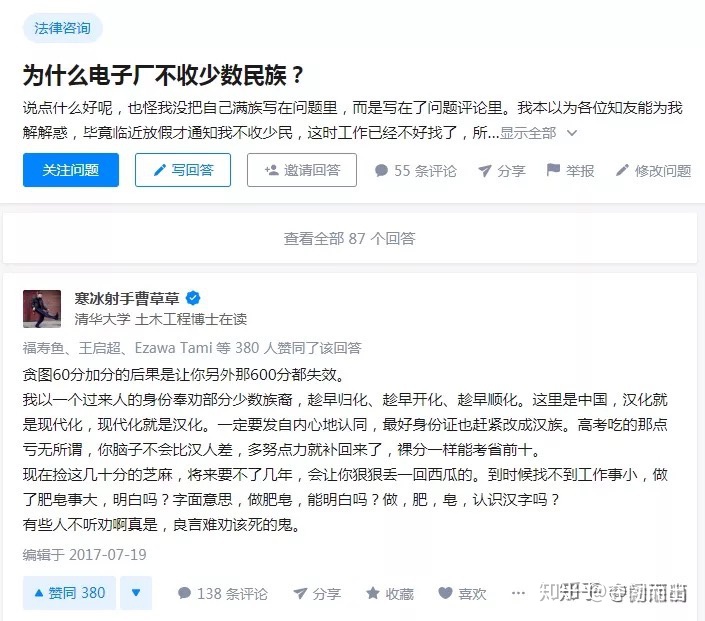 法律咨询
为什么电子厂不收少数民族？
说点什么好呢，也怪我没把自己满族写在问题里，而是写在了问题评论里。我本以为各位知友能为我
解解惑，毕竟临近放假才通知我不收少民，这时工作已经不好找了，所...显示全部
关注问题 写回答 邀请回答 55 条评论 分享 举报 修改问题
查看全部 87 个回答
寒冰射手曹草草
清华大学 土木工程博士在读
福寿鱼、王启超、Ezawa Tami 等 380 人赞同了该回答
贪图60分加分的后果是让你另外那600分都失效。
我以一个过来人的身份奉劝部分少数族裔，趁早归化、趁早开化、趁早顺化。这里是中国，汉化就
是现代化，现代化就是汉化。一定要发自内心地认同，最好身份证也赶紧改成汉族。高考吃的那点
亏无所谓，你脑子不会比汉人差，多努点力就补回来了，裸分一样能考省前十。
现在捡这几十分的芝麻，将来要不了几年，会让你狠狠丢一回西瓜的。到时候找不到工作事小，做
了肥皂事大，明白吗？字面意思，做肥皂，能明白吗？做，肥，皂，认识汉字吗？
有些人不听劝啊真是，良言难劝该死的鬼。
编辑于 2017-07-19
赞同 380 138 条评论 分享 收藏 喜欢
知乎